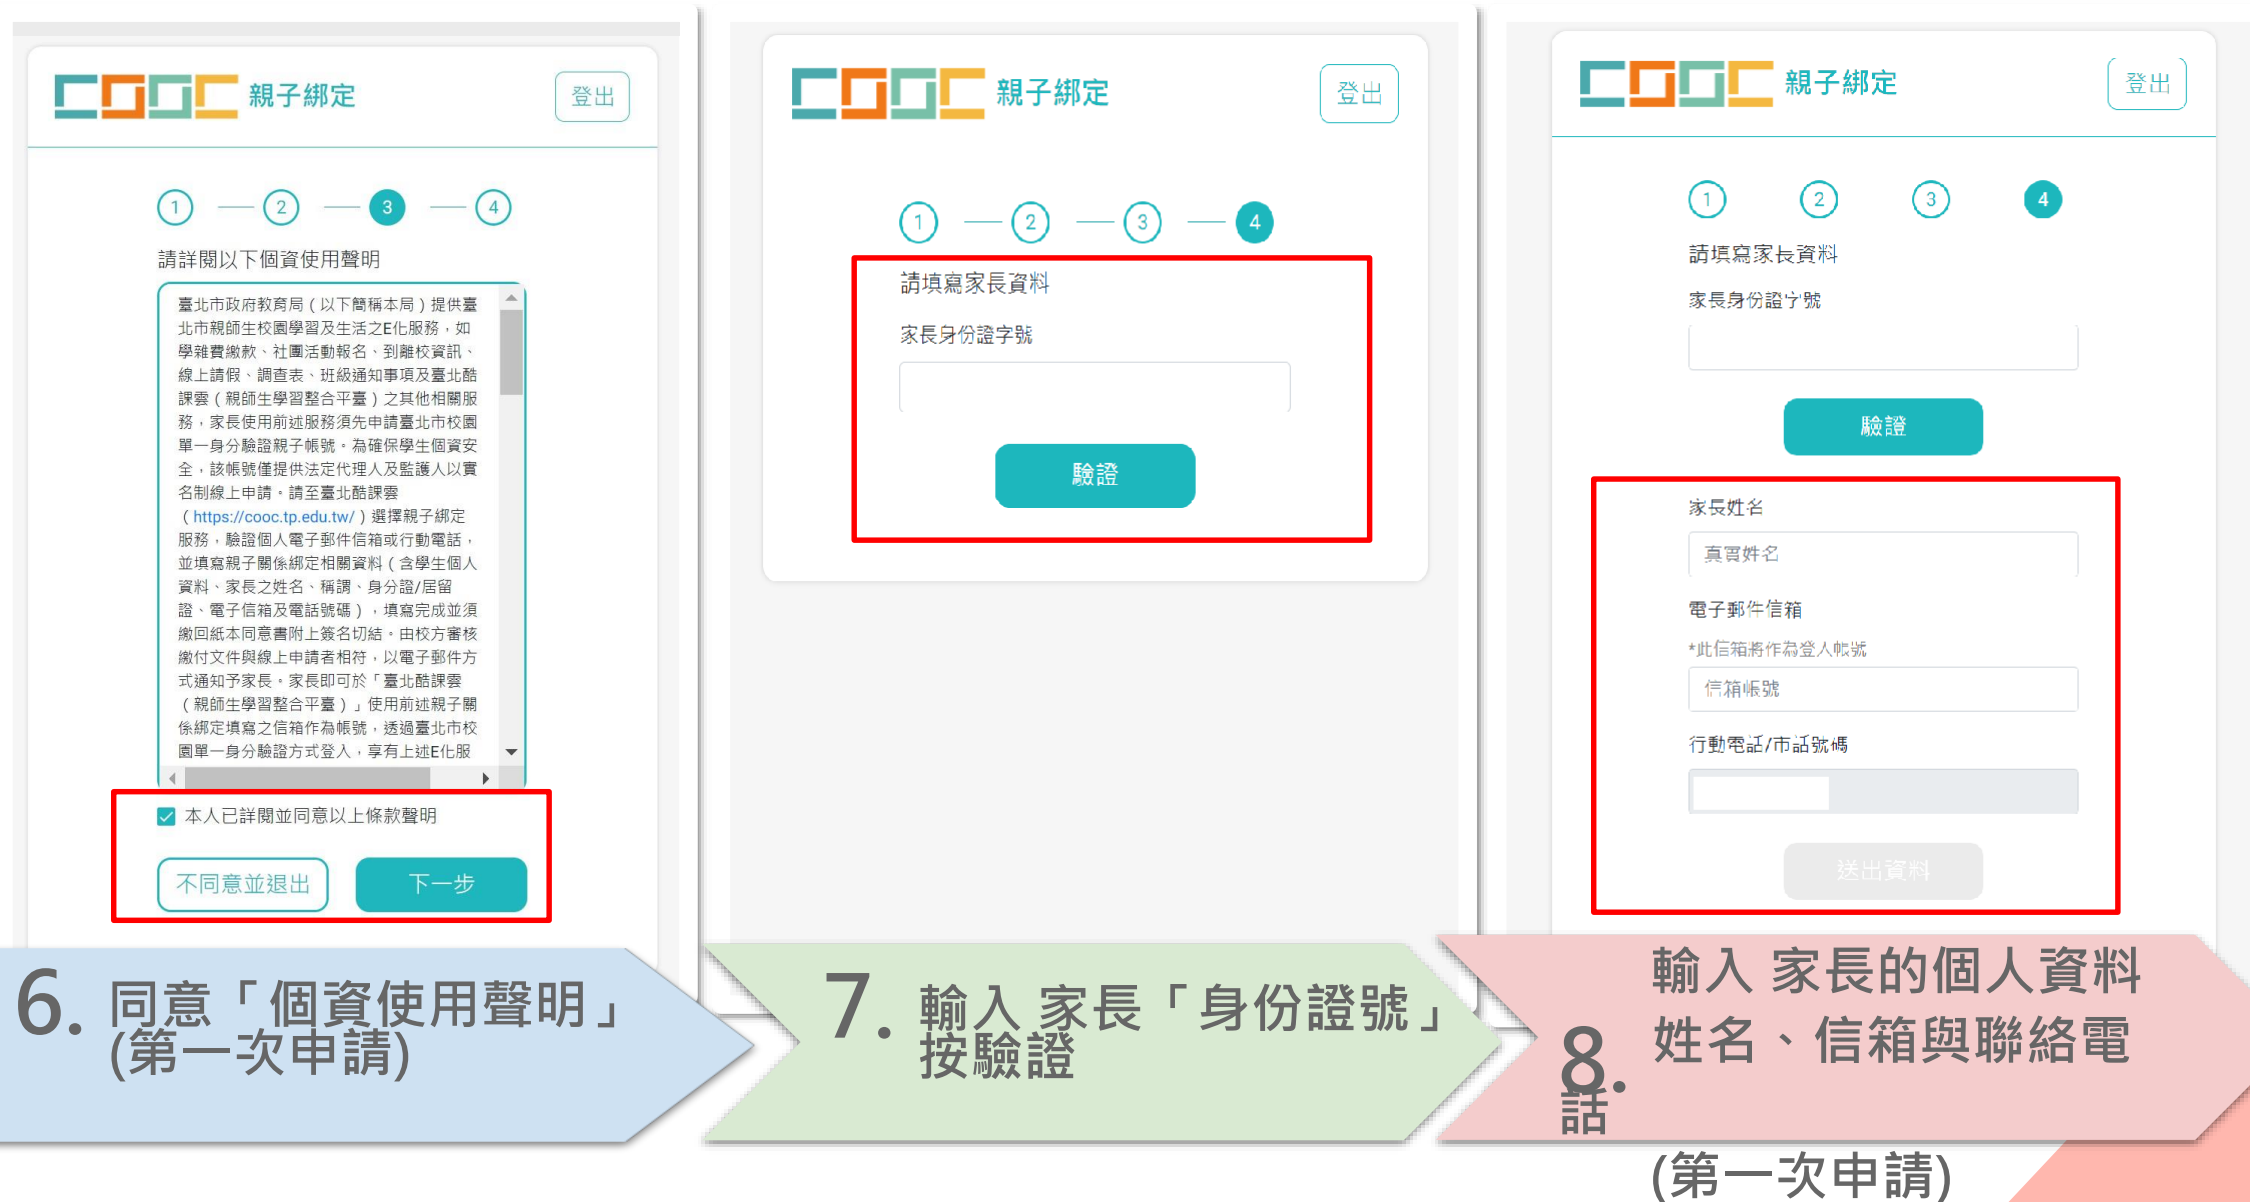 COOC 親子綁定
登出
1
2
3
4
請詳閱以下個資使用聲明
臺北市政府教育局(以下簡稱本局)提供臺
北市親師生校園學習及生活之E化服務，如
學雜費繳款、社團活動報名、到離校資訊、
線上請假、調查表、班級通知事項及臺北酷
課雲(親師生學習整合平臺)之其他相關服
務，家長使用前述服務須先申請臺北市校園
單一身分驗證親子帳號。為確保學生個資安
全，該帳號僅提供法定代理人及監護人以實
名制線上申請。請至臺北酷課雲
(https://cooc.tp.edu.tw/)選擇親子綁定
服務，驗證個人電子郵件信箱或行動電話，
並填寫親子關係綁定相關資料(含學生個人
資料、家長之姓名、稱謂、身分證/居留
證、電子信箱及電話號碼)，填寫完成並須
繳回紙本同意書附上簽名切結。由校方審核
繳付文件與線上申請者相符，以電子郵件方
式通知予家長。家長即可於「臺北酷課雲
(親師生學習整合平臺)」使用前述親子關
係綁定填寫之信箱作為帳號，透過臺北市校
園單一身分驗證方式登入，享有上述E化服
本人已詳閱並同意以上條款聲明
不同意並退出
下一步
6. 同意「個資使用聲明」
(第一次申請)
COOC 親子綁定
登出
1
2
3
4
請填寫家長資料
家長身份證字號
驗證
7. 輸入 家長「身份證號」
按驗證
COOC 親子綁定
登出
1
2
3
4
請填寫家長資料
家長身份證字號
驗證
家長姓名
真實姓名
電子郵件信箱
*此信箱將作為登入帳號
信箱帳號
行動電話/市話號碼
送出資料
輸入 家長的個人資料
8. 姓名、信箱與聯絡電
話
(第一次申請)